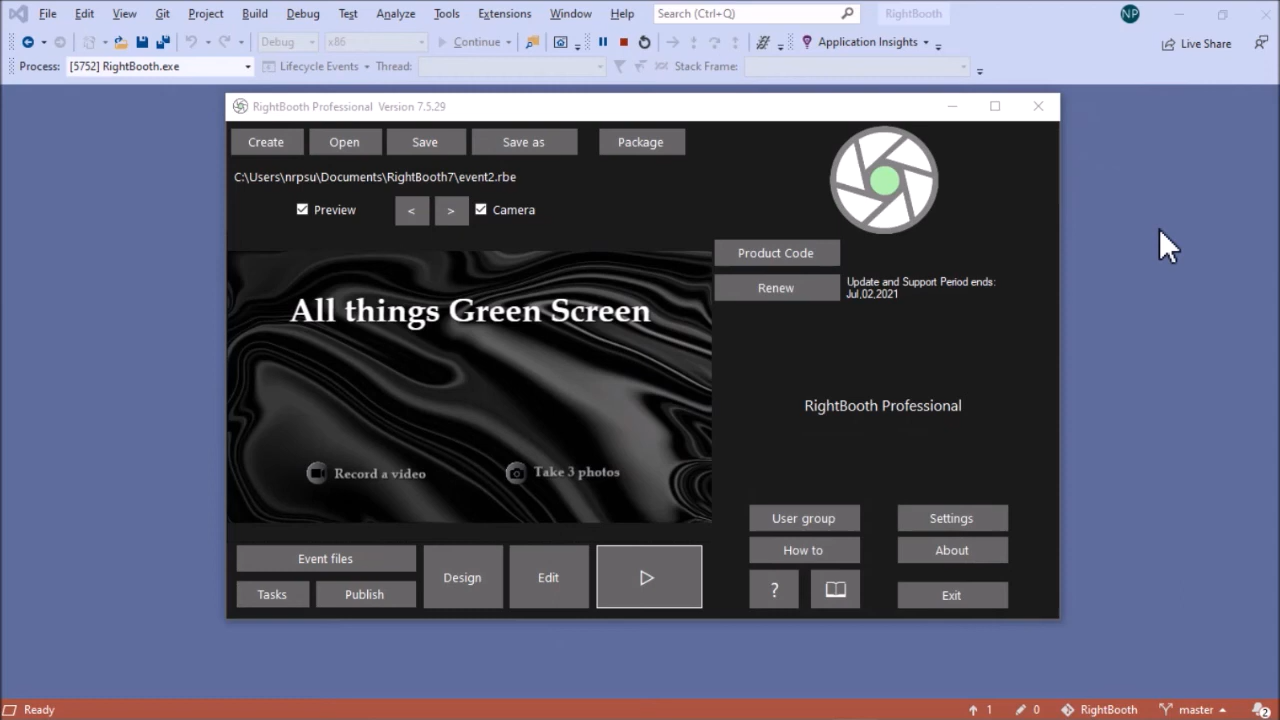 File Edit View Git Project Build Debug Test Analyze Tools Extensions Window Help Search (Ctrl+Q) RightBooth NP
Debug x86 Continue Application Insights Live Share
Process: [5752] RightBooth.exe Lifecycle Events Thread: Stack Frame:
RightBooth Professional Version 7.5.29
Create Open Save Save as Package
C:\Users\nrpsu\Documents\RightBooth7\event2.rbe
Preview < > Camera
Product Code
Renew
Update and Support Period ends:
Jul,02,2021
All things Green Screen
RightBooth Professional
Record a video Take 3 photos
User group Settings
How to About
? Exit
Event files
Tasks Publish Design Edit
Ready 1 0 RightBooth master 2